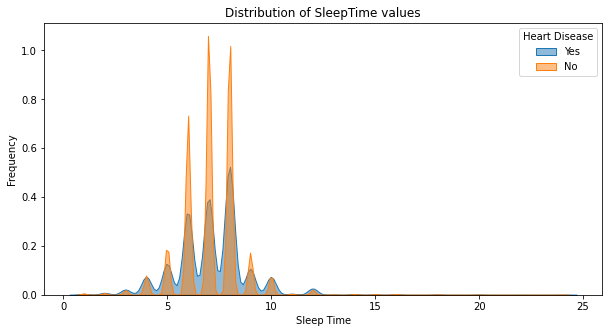 Distribution of SleepTime values
Heart Disease
Yes
No
Frequency
1.0
0.8
0.6
0.4
0.2
0.0
0
5
10
15
20
25
Sleep Time